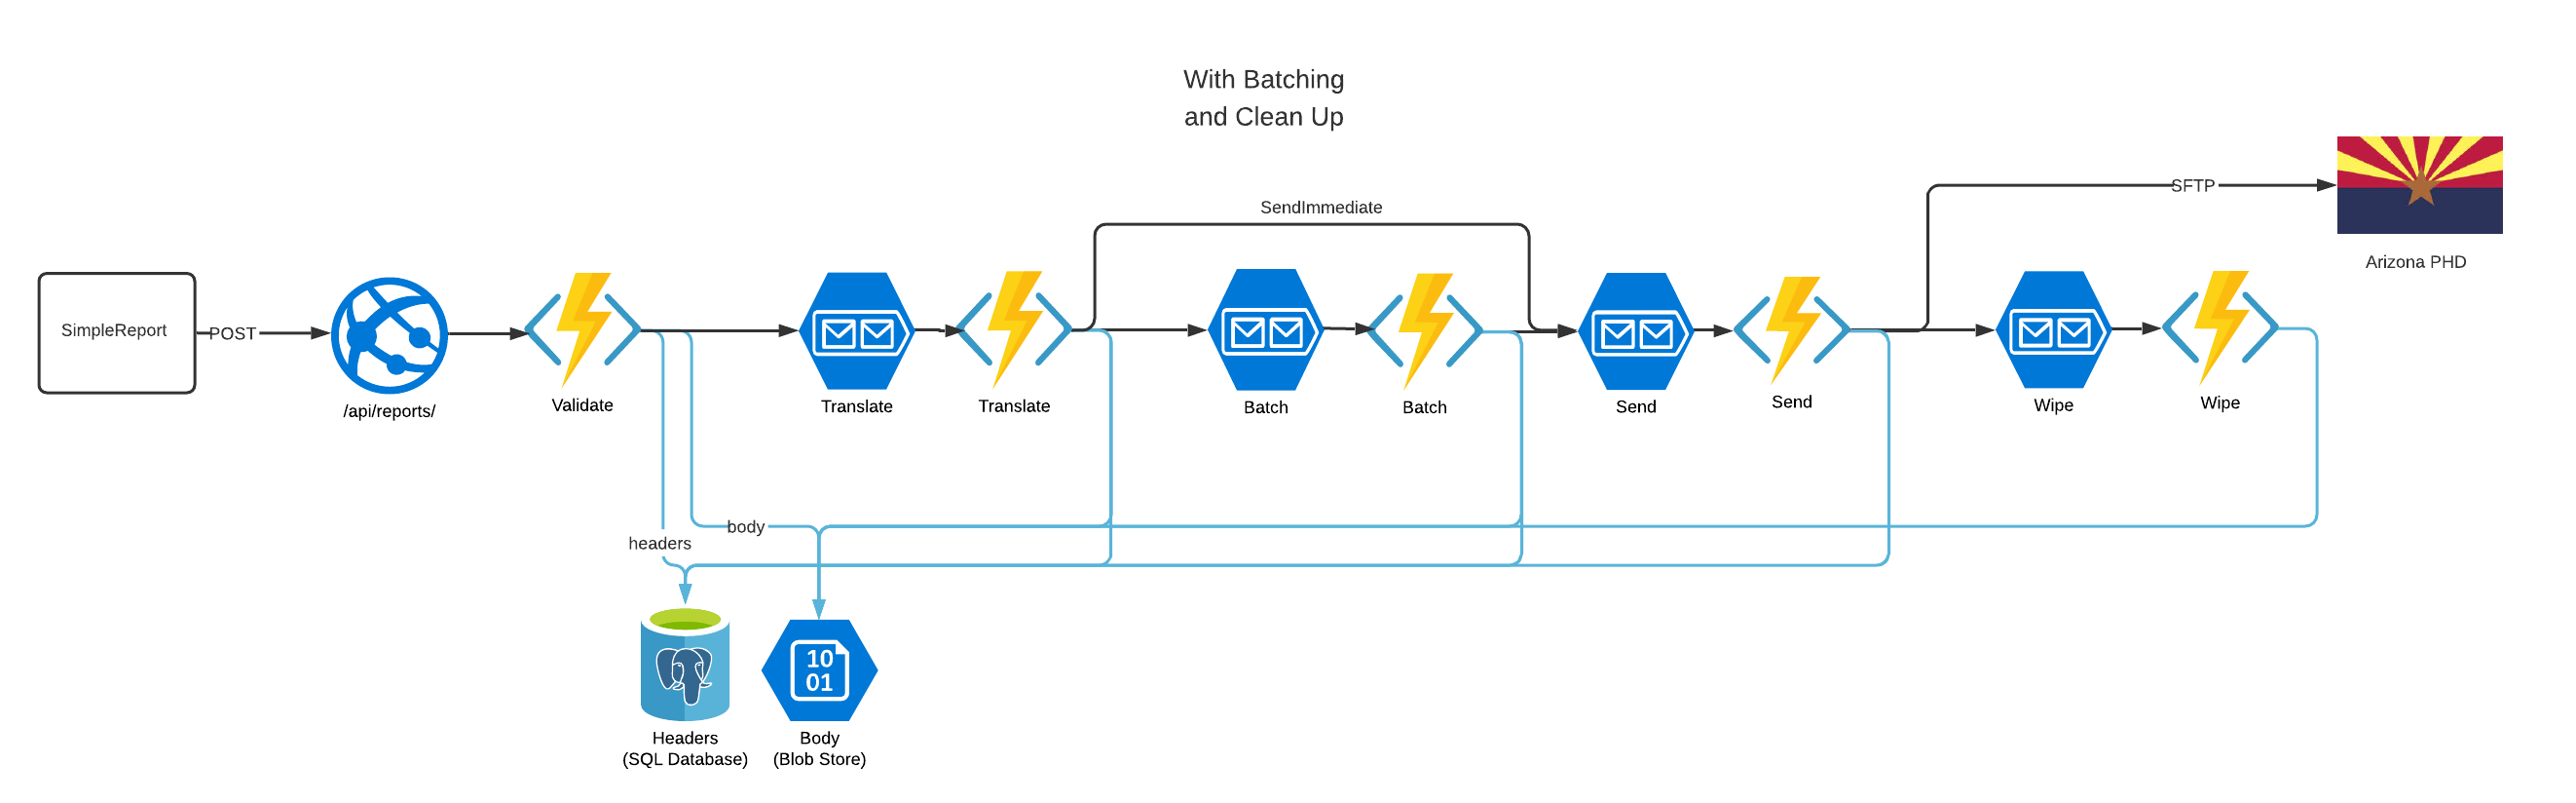 With Batching
and Clean Up
SendImmediate
SFTP
Arizona PHD
SimpleReport
POST
/api/reports/
Validate
Translate
Translate
Batch
Batch
Send
Send
Wipe
Wipe
body
headers
10
01
Headers
(SQL Database)
Body
(Blob Store)